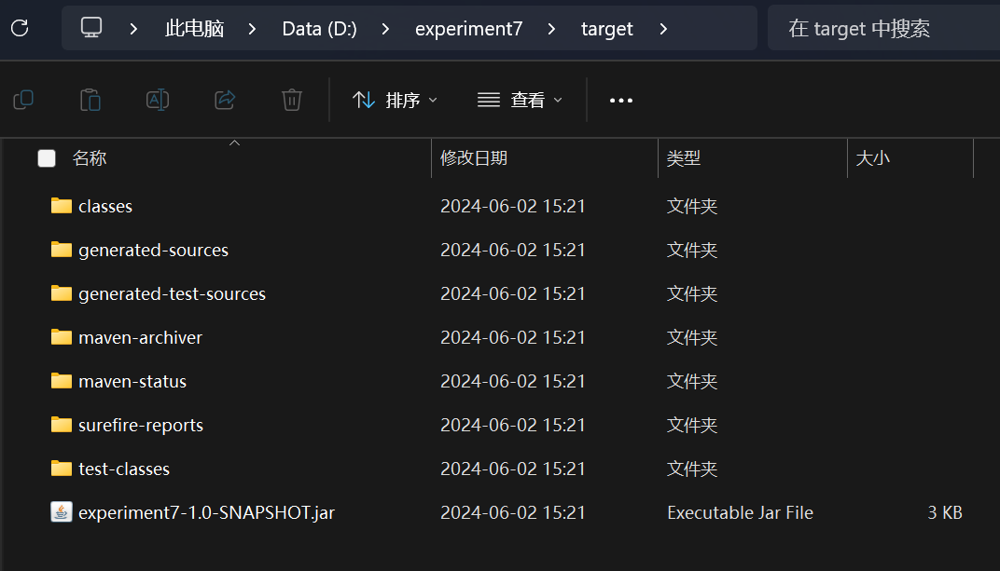 此电脑 Data (D:) experiment7 target 在 target 中搜索
排序 查看
名称 修改日期 类型 大小
classes 2024-06-02 15:21 文件夹
generated-sources 2024-06-02 15:21 文件夹
generated-test-sources 2024-06-02 15:21 文件夹
maven-archiver 2024-06-02 15:21 文件夹
maven-status 2024-06-02 15:21 文件夹
surefire-reports 2024-06-02 15:21 文件夹
test-classes 2024-06-02 15:21 文件夹
experiment7-1.0-SNAPSHOT.jar 2024-06-02 15:21 Executable Jar File 3 KB